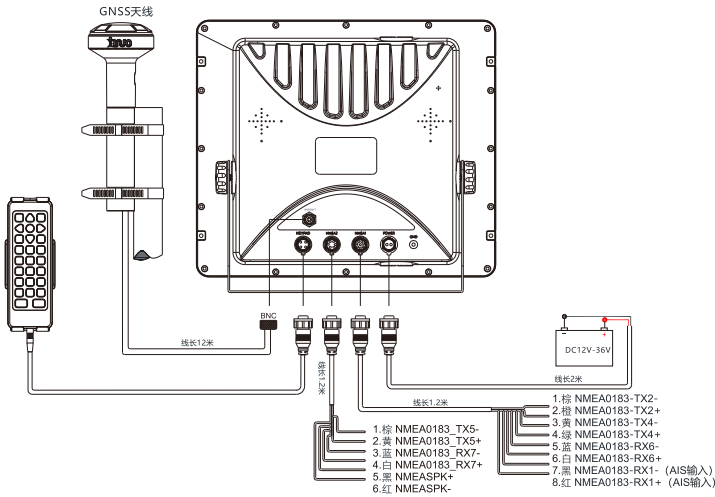 GNSS天线
KEYPAD
NMEA2
NMEA1
POWER
BNC
线长12米
线长1.2米
线长1.2米
线长2米
DC12V-36V
- +
1.棕 NMEA0183_TX5-
2.黄 NMEA0183_TX5+
3.蓝 NMEA0183_RX7-
4.白 NMEA0183_RX7+
5.黑 NMEASPK+
6.红 NMEASPK-
1.棕 NMEA0183-TX2-
2.橙 NMEA0183-TX2+
3.黄 NMEA0183-TX4-
4.绿 NMEA0183-TX4+
5.蓝 NMEA0183-RX6-
6.白 NMEA0183-RX6+
7.黑 NMEA0183-RX1-（AIS输入）
8.红 NMEA0183-RX1+（AIS输入）